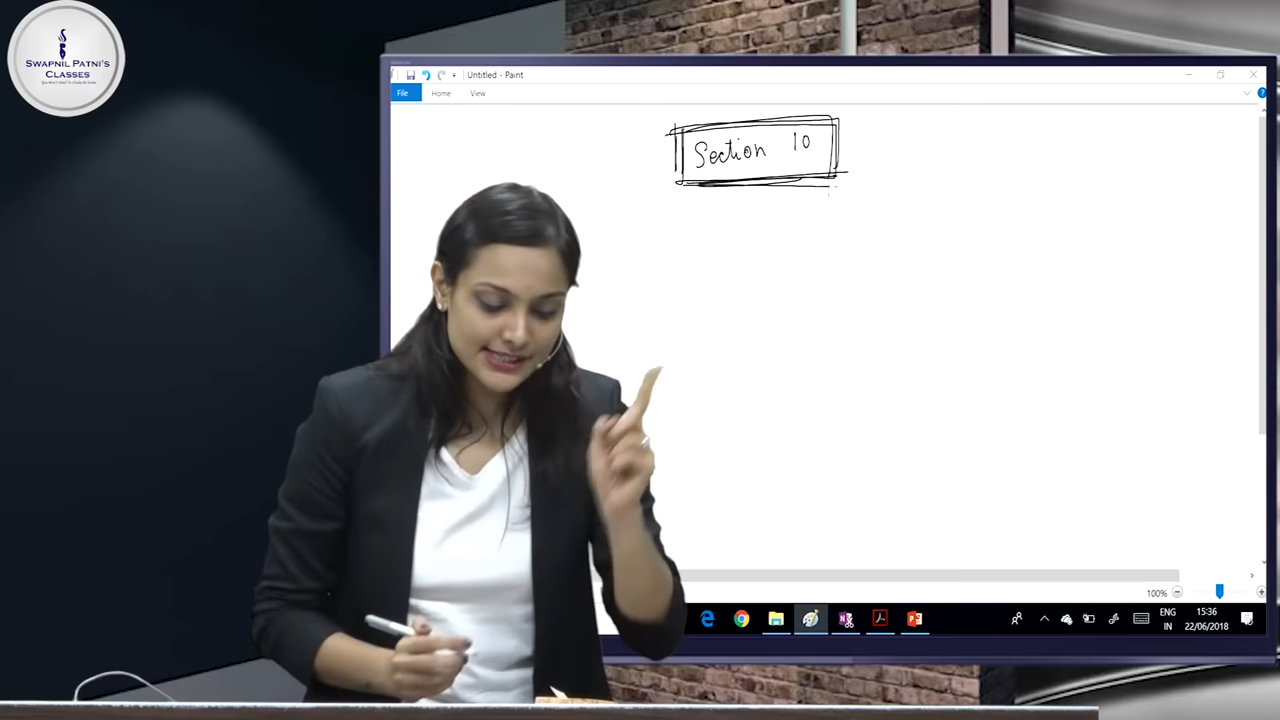 SWAPNIL PATNI'S
CLASSES
Untitled - Paint
File Home View
Section 10
100%
ENG
IN
15:36
22/06/2018